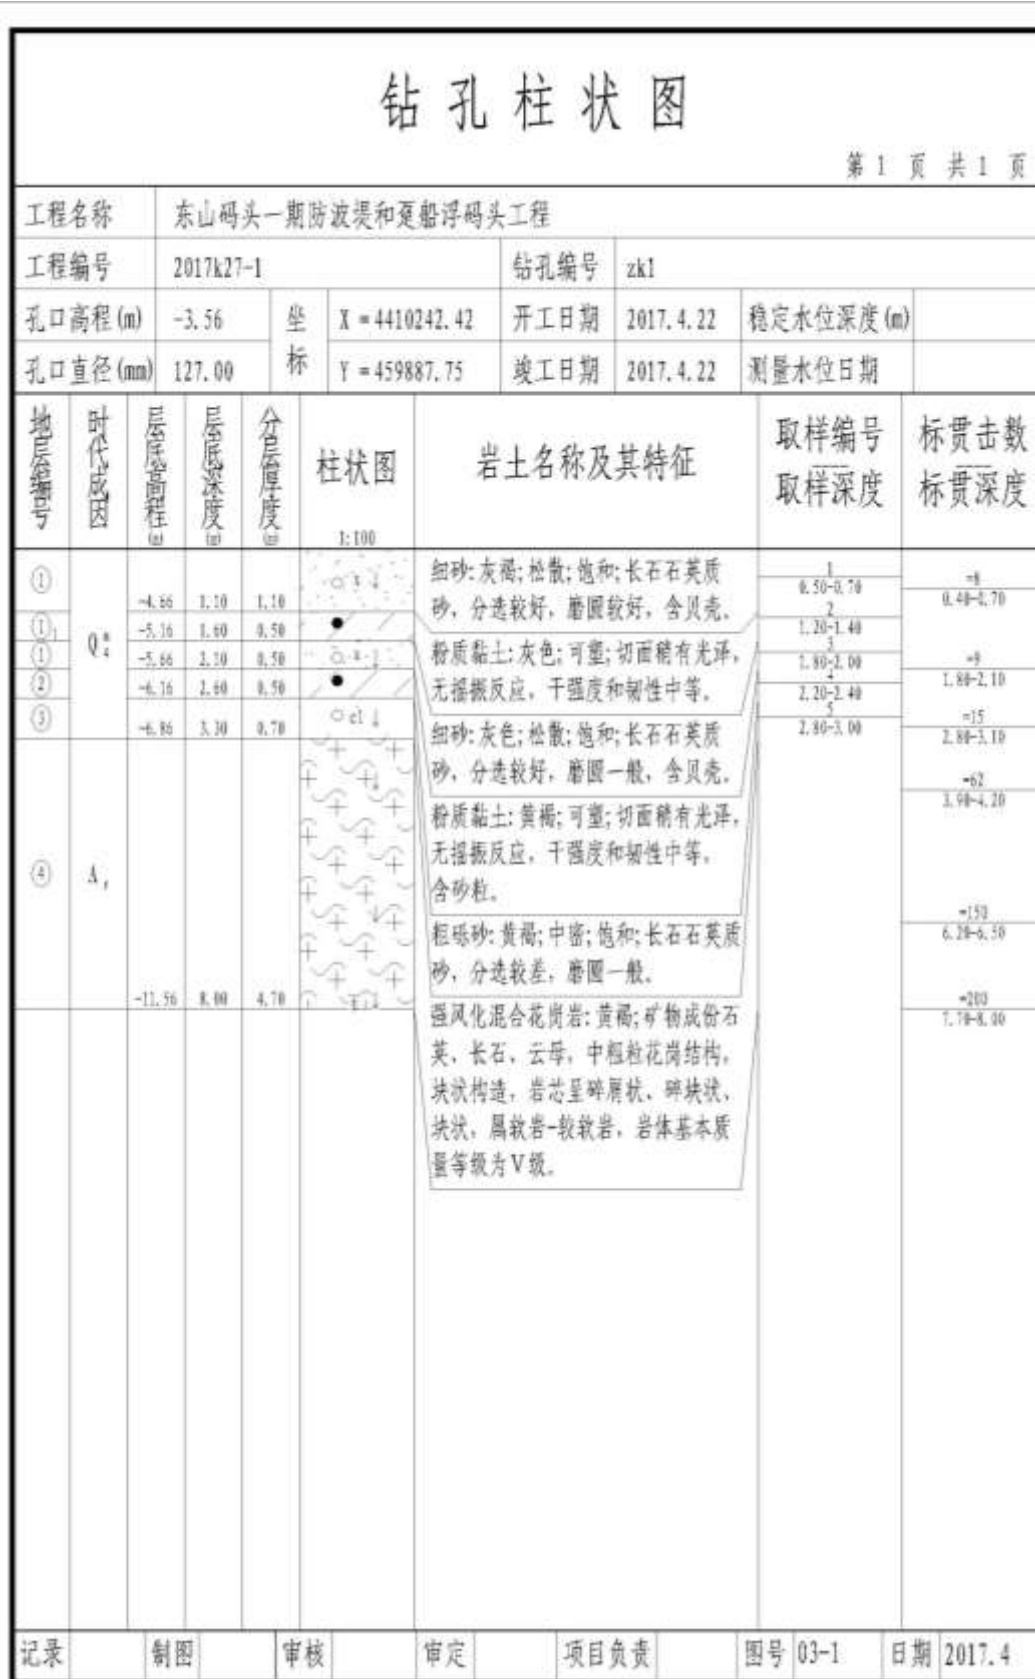 钻孔柱状图
第 1 页 共 1 页
工程名称 东山码头一期防波堤和趸船浮码头工程
工程编号 2017k27-1 钻孔编号 zk1
孔口高程(m) -3.56 坐标 X = 4410242.42 开工日期 2017.4.22 稳定水位深度(m)
孔口直径(mm) 127.00 Y = 459887.75 竣工日期 2017.4.22 测量水位日期
地层编号 时代成因 层底高程(m) 层底深度(m) 分层厚度(m) 柱状图 1:100 岩土名称及其特征 取样编号 取样深度 标贯击数 标贯深度
① -4.66 1.10 1.10
①1 -5.16 1.60 0.50
① -5.66 2.10 0.50
② -6.16 2.60 0.50
③ -6.86 3.30 0.70
④ -11.56 8.00 4.70
细砂:灰褐;松散;饱和;长石石英质
砂，分选较好，磨圆较好，含贝壳。
粉质黏土:灰色;可塑;切面稍有光泽，
无摇振反应，干强度和韧性中等。
细砂:灰色;松散;饱和;长石石英质
砂，分选较好，磨圆一般，含贝壳。
粉质黏土:黄褐;可塑;切面稍有光泽，
无摇振反应，干强度和韧性中等，
含砂粒。
粗砾砂:黄褐;中密;饱和;长石石英质
砂，分选较差，磨圆一般。
强风化混合花岗岩:黄褐;矿物成份石
英、长石、云母，中粗粒花岗结构，
块状构造，岩芯呈碎屑状、碎块状、
块状，属软岩-较软岩，岩体基本质
量等级为V级。
1
0.50-0.70
2
1.20-1.40
3
1.80-2.00
4
2.20-2.40
5
2.80-3.00
=8
0.40-0.70
=9
1.80-2.10
=15
2.80-3.10
=62
3.90-4.20
=150
6.20-6.50
=200
7.70-8.00
记录 制图 审核 审定 项目负责 图号 03-1 日期 2017.4